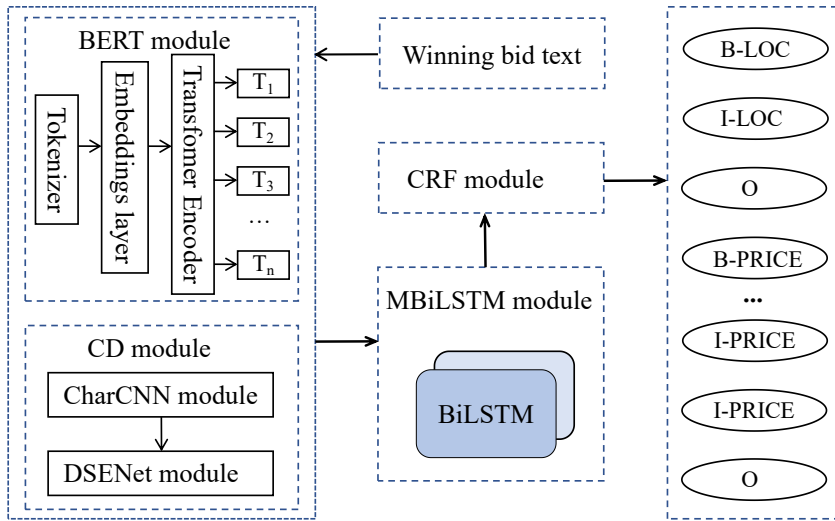 BERT module
Tokenizer
Embeddings layer
Transfomer Encoder
T1
T2
T3
...
Tn
CD module
CharCNN module
DSENet module
Winning bid text
CRF module
MBiLSTM module
BiLSTM
B-LOC
I-LOC
O
B-PRICE
...
I-PRICE
I-PRICE
O